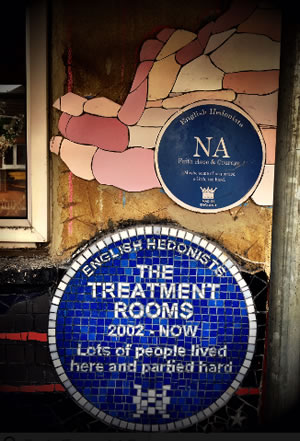 English Hedonists
NA
ENGLISH HEDONISTS
THE
TREATMENT
ROOMS
2002 - NOW
Lots of people lived
here and partied hard